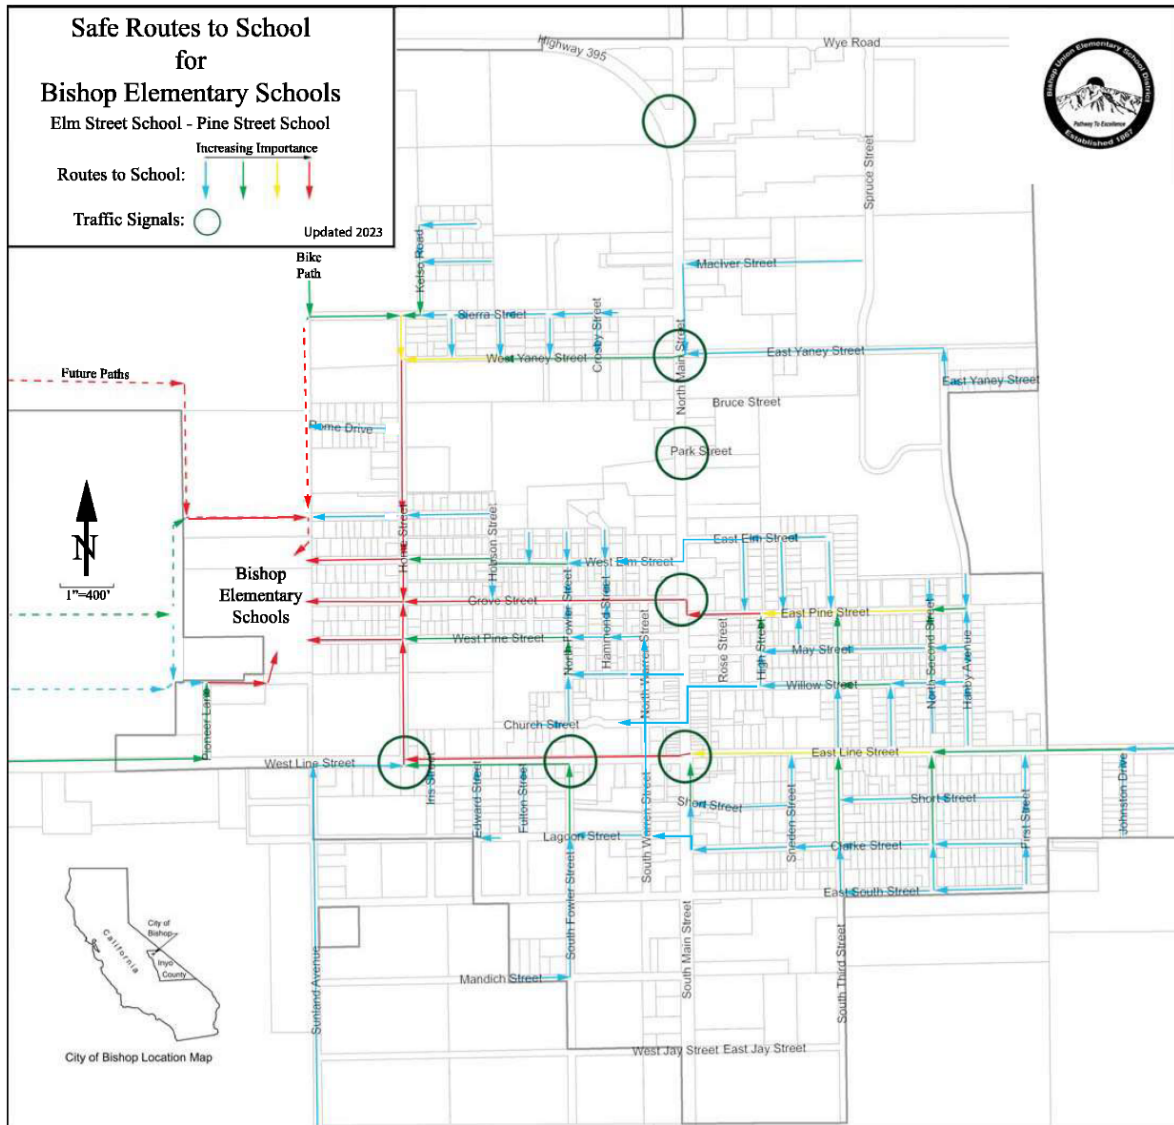 Safe Routes to School
for
Bishop Elementary Schools
Elm Street School - Pine Street School
Increasing Importance
Routes to School:
Traffic Signals:
Updated 2023
Highway 395
Wye Road
Bishop Union Elementary School District
Pathway To Excellence
Established 1867
Spruce Street
Bike
Path
Kelso Road
MacIver Street
Sierra Street
Crosby Street
North Main Street
West Yaney Street
East Yaney Street
East Yaney Street
Future Paths
Bruce Street
Rome Drive
Park Street
N
1"=400'
Home Street
Hobson Street
East Elm Street
West Elm Street
Bishop
Elementary
Schools
Grove Street
East Pine Street
North Fowler Street
Hammond Street
North Warren Street
West Pine Street
Rose Street
High Street
May Street
North Second Street
Hanby Avenue
Willow Street
Pioneer Lane
Church Street
West Line Street
East Line Street
Iris Street
Edward Street
Fulton Street
Short Street
Short Street
Johnston Drive
Lagoon Street
South Warren Street
Sneden Street
Clarke Street
First Street
East South Street
South Fowler Street
South Main Street
South Third Street
Sunland Avenue
Mandich Street
West Jay Street
East Jay Street
California
City of
Bishop
Inyo
County
City of Bishop Location Map